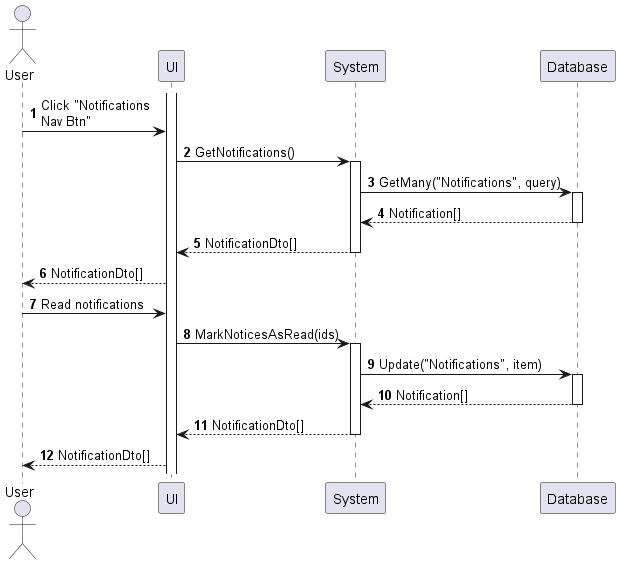 User
UI
System
Database
1 Click "Notifications
Nav Btn"
2 GetNotifications()
3 GetMany("Notifications", query)
4 Notification[]
5 NotificationDto[]
6 NotificationDto[]
7 Read notifications
8 MarkNoticesAsRead(ids)
9 Update("Notifications", item)
10 Notification[]
11 NotificationDto[]
12 NotificationDto[]
User
UI
System
Database